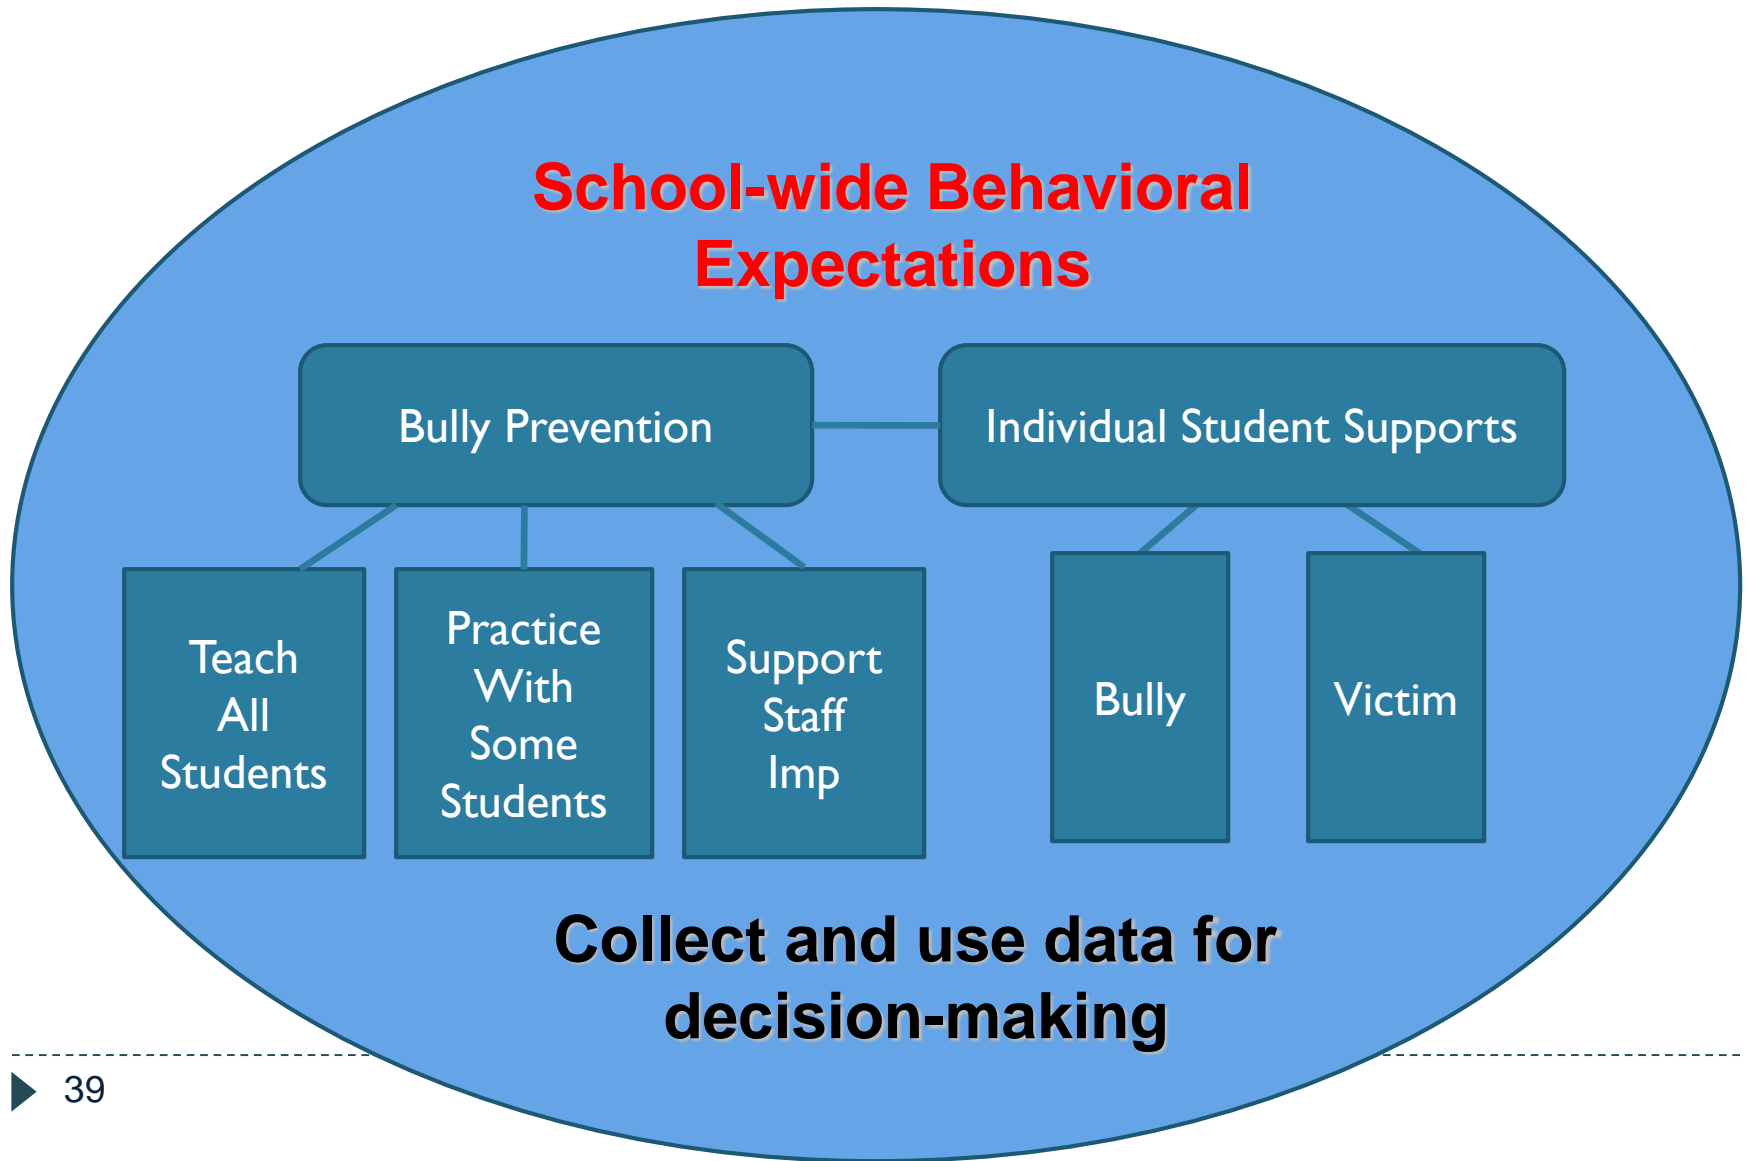 School-wide Behavioral
Expectations
Bully Prevention
Individual Student Supports
Teach
All
Students
Practice
With
Some
Students
Support
Staff
Imp
Bully
Victim
Collect and use data for
decision-making
39